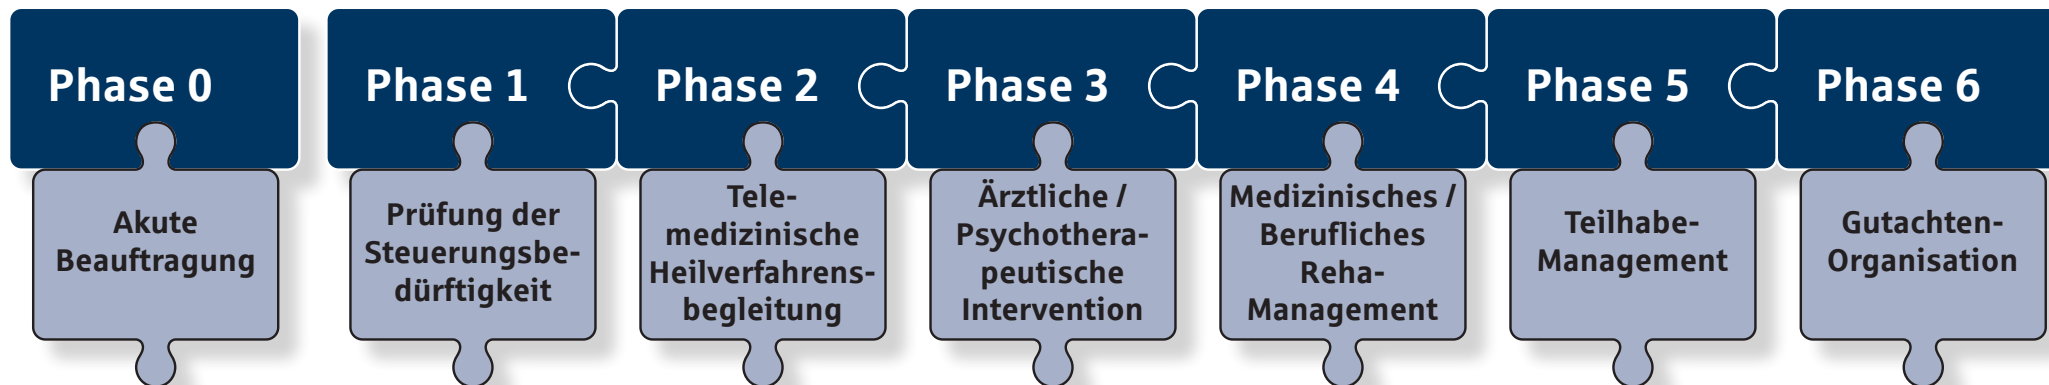 Phase 0
Phase 1
Phase 2
Phase 3
Phase 4
Phase 5
Phase 6
Akute
Beauftragung
Prüfung der
Steuerungsbe-
dürftigkeit
Tele-
medizinische
Heilverfahrens-
begleitung
Ärztliche /
Psychothera-
peutische
Intervention
Medizinisches /
Berufliches
Reha-
Management
Teilhabe-
Management
Gutachten-
Organisation